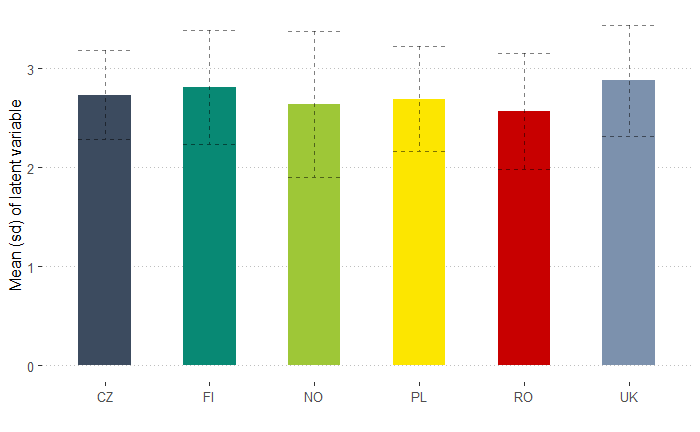 Mean (sd) of latent variable
3
2
1
0
CZ FI NO PL RO UK